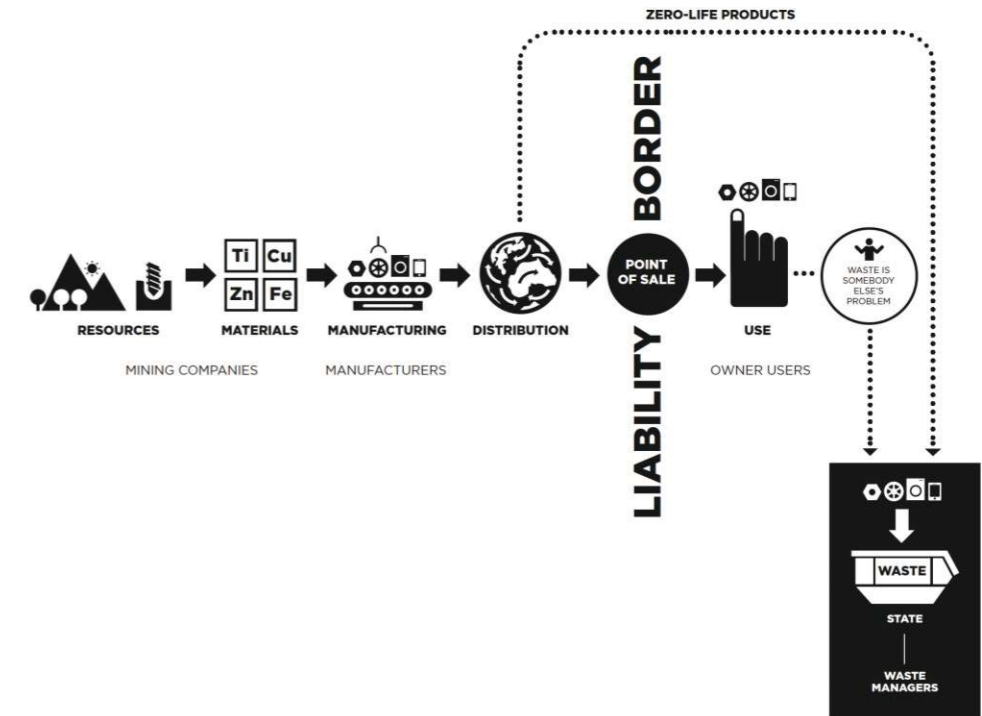 ZERO-LIFE PRODUCTS
LIABILITY BORDER
Ti Cu
Zn Fe
POINT
OF SALE
WASTE IS
SOMEBODY
ELSE'S
PROBLEM
RESOURCES
MATERIALS
MANUFACTURING
DISTRIBUTION
USE
MINING COMPANIES
MANUFACTURERS
OWNER USERS
WASTE
STATE
WASTE
MANAGERS